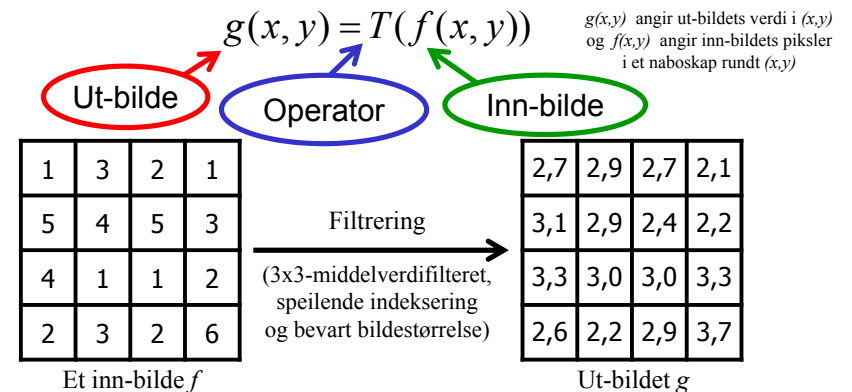 g(x, y) = T(f(x, y))
g(x,y) angir ut-bildets verdi i (x,y)
og f(x,y) angir inn-bildets piksler
i et naboskap rundt (x,y)
Ut-bilde
Operator
Inn-bilde
1 3 2 1
5 4 5 3
4 1 1 2
2 3 2 6
Et inn-bilde f
Filtrering
(3x3-middelverdifilteret,
speilende indeksering
og bevart bildestørrelse)
2,7 2,9 2,7 2,1
3,1 2,9 2,4 2,2
3,3 3,0 3,0 3,3
2,6 2,2 2,9 3,7
Ut-bildet g